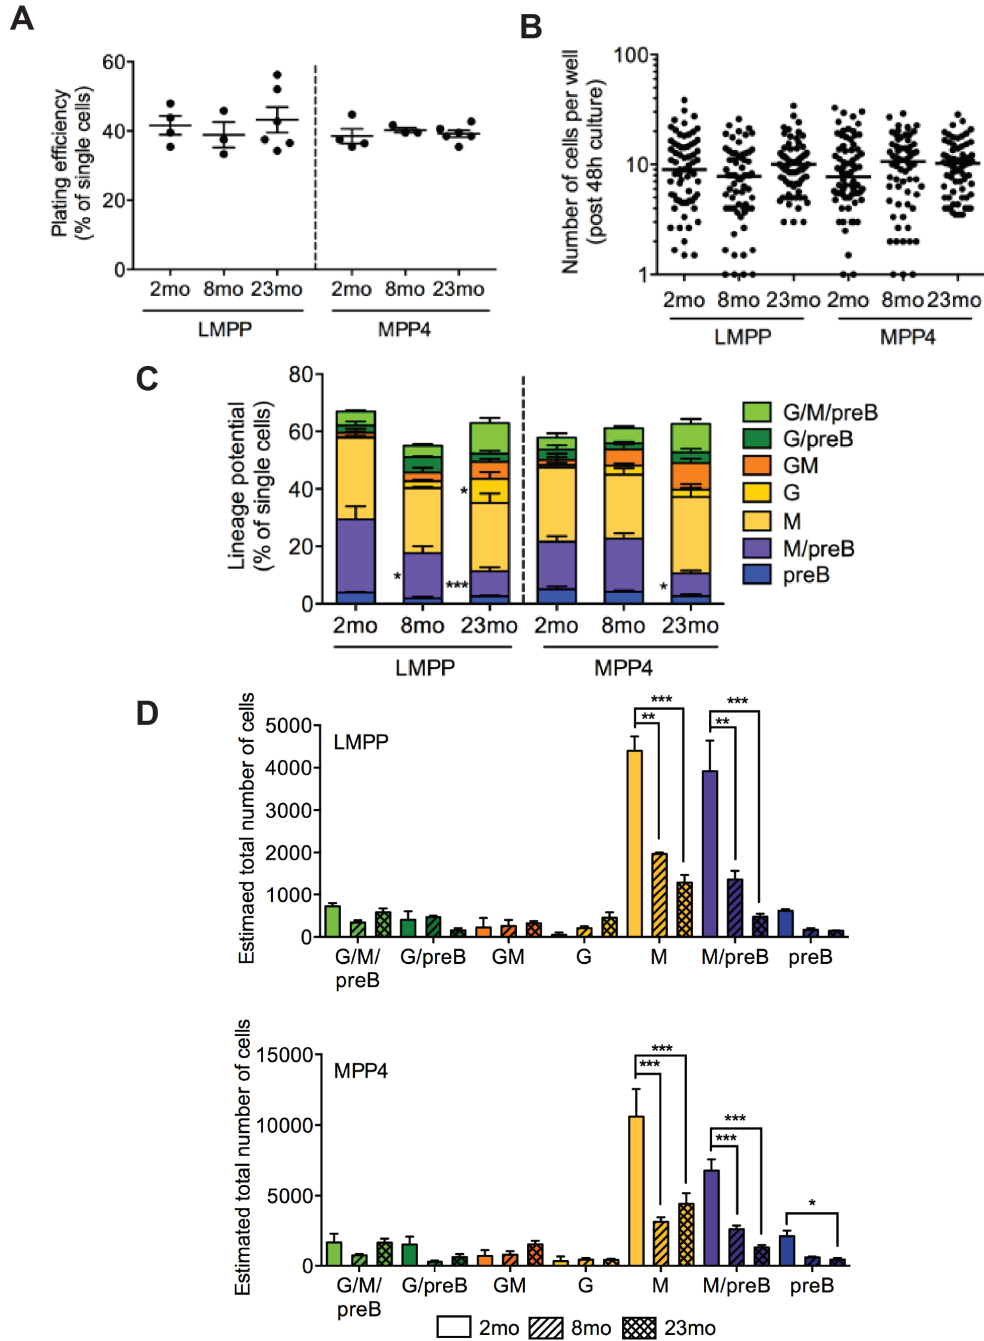 A
Plating efficiency
(% of single cells)
60
40
20
0
2mo 8mo 23mo 2mo 8mo 23mo
LMPP MPP4
B
Number of cells per well
(post 48h culture)
100
10
1
2mo 8mo 23mo 2mo 8mo 23mo
LMPP MPP4
C
Lineage potential
(% of single cells)
80
60
40
20
0
*
***
*
*
2mo 8mo 23mo 2mo 8mo 23mo
LMPP MPP4
G/M/preB
G/preB
GM
G
M
M/preB
preB
D
Estimaed total number of cells
LMPP
5000
4000
3000
2000
1000
0
***
**
***
**
G/M/ G/preB GM G M M/preB preB
preB
Estimated total number of cells
MPP4
15000
10000
5000
0
***
***
***
***
*
G/M/ G/preB GM G M M/preB preB
preB
2mo 8mo 23mo